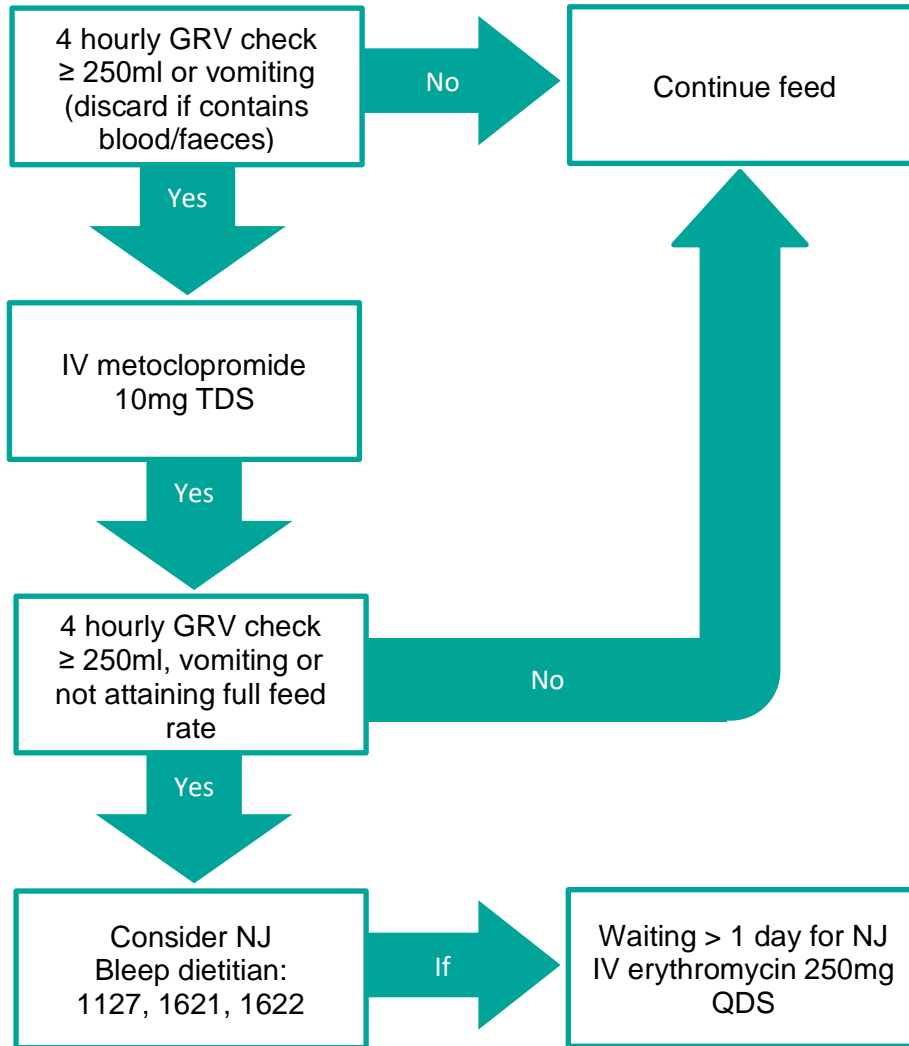 4 hourly GRV check
≥ 250ml or vomiting
(discard if contains
blood/faeces)
No
Continue feed
Yes
IV metoclopromide
10mg TDS
Yes
4 hourly GRV check
≥ 250ml, vomiting or
not attaining full feed
rate
No
Yes
Consider NJ
Bleep dietitian:
1127, 1621, 1622
If
Waiting > 1 day for NJ
IV erythromycin 250mg
QDS